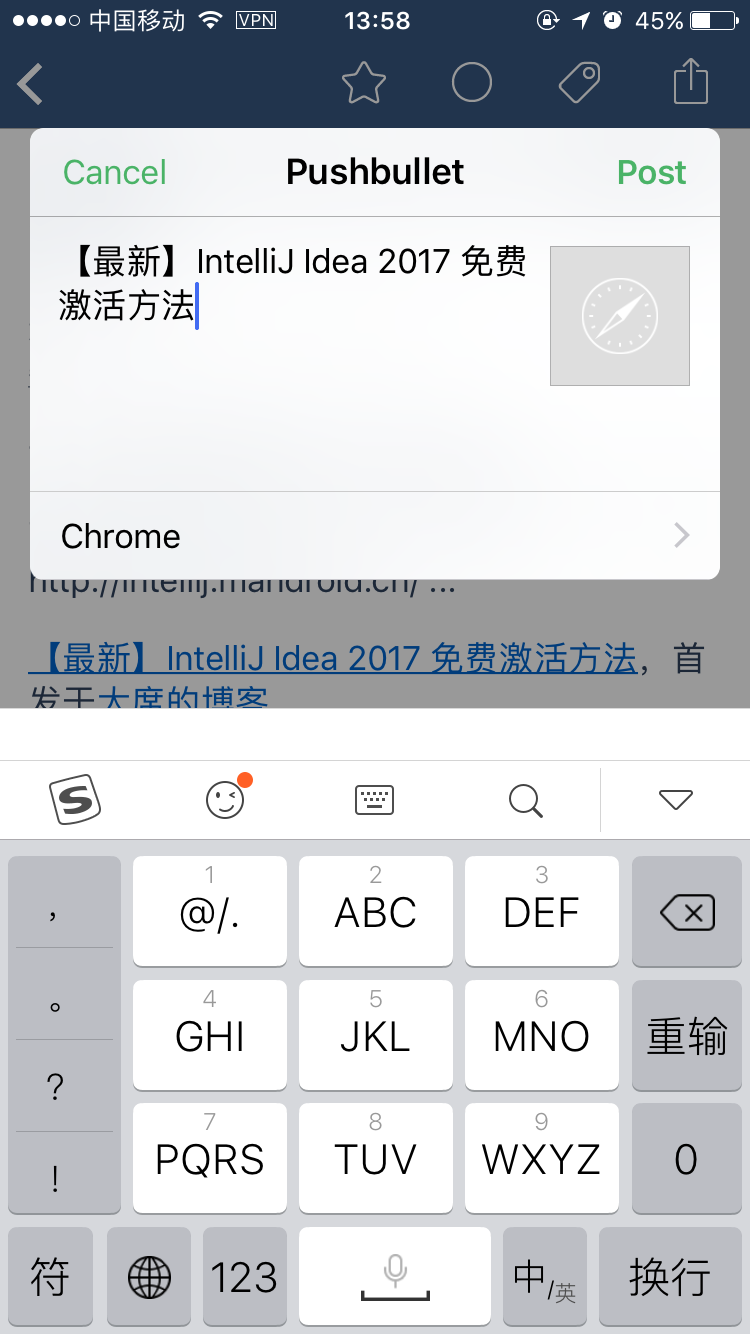 中国移动 VPN 13:58 45%
Cancel Pushbullet Post
【最新】IntelliJ Idea 2017 免费
激活方法
Chrome
http://intellij.mandroid.cn/ ...
【最新】IntelliJ Idea 2017 免费激活方法，首
发于大席的博客
S
, 1 @/. 2 ABC 3 DEF
。 4 GHI 5 JKL 6 MNO 重输
?
! 7 PQRS 8 TUV 9 WXYZ 0
符 123 中/英 换行